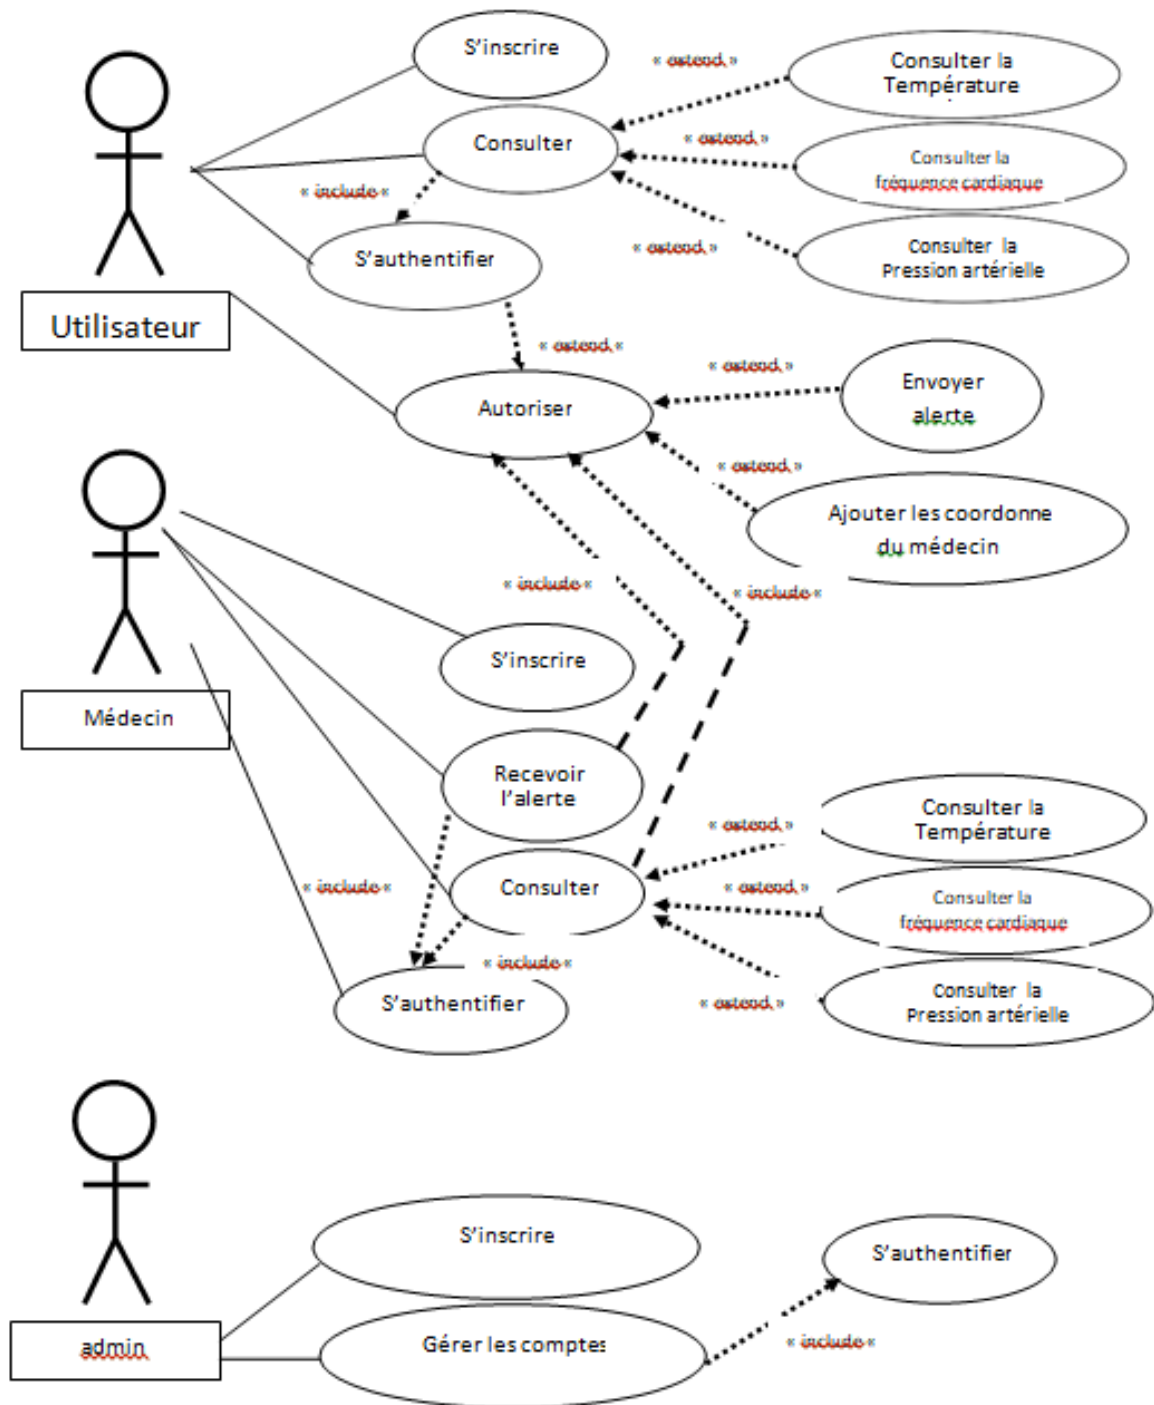 S'inscrire
« extend »
Consulter la
Température
Consulter
« extend »
Consulter la
fréquence cardiaque
« include «
S'authentifier
« extend »
Consulter la
Pression artérielle
Utilisateur
« extend «
« extend »
Envoyer
alerte
Autoriser
« extend »
Ajouter les coordonne
du médecin
« include «
« include «
S'inscrire
Médecin
Recevoir
l'alerte
« extend »
Consulter la
Température
« include «
Consulter
« extend »
Consulter la
fréquence cardiaque
« include «
S'authentifier
« extend »
Consulter la
Pression artérielle
S'inscrire
S'authentifier
admin
Gérer les comptes
« include «